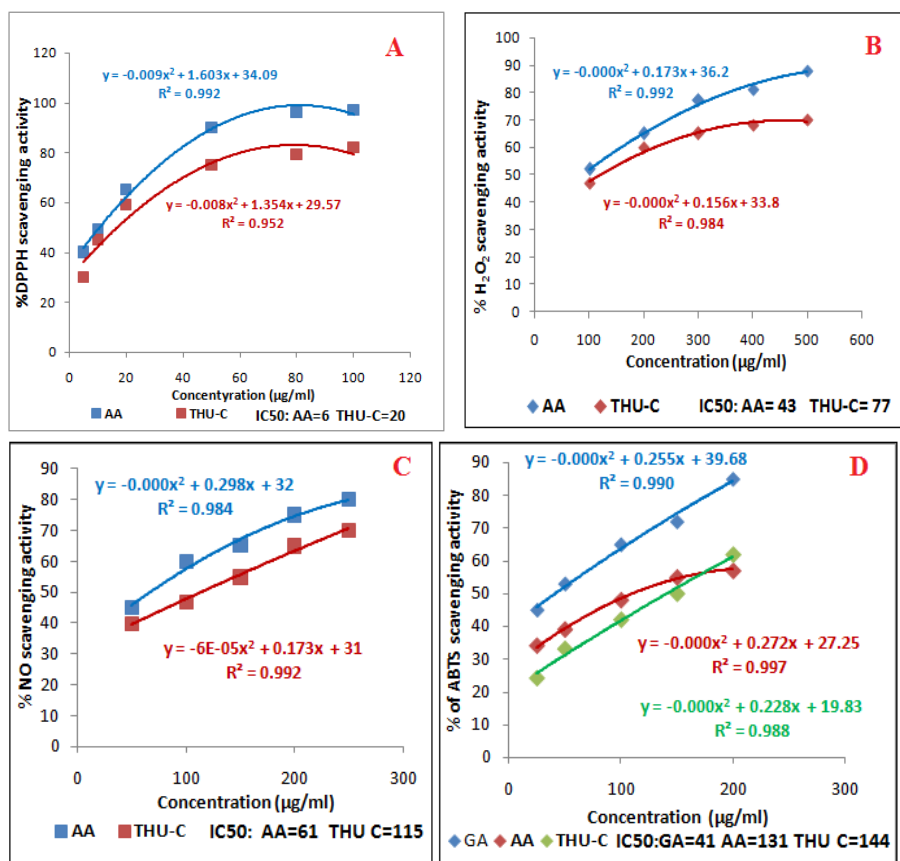 A
y = -0.009x² + 1.603x + 34.09
R² = 0.992
%DPPH scavenging activity
120
100
80
60
40
20
0
y = -0.008x² + 1.354x + 29.57
R² = 0.952
0 20 40 60 80 100 120
Concentyration (µg/ml)
AA THU-C IC50: AA=6 THU-C=20
B
y = -0.000x² + 0.173x + 36.2
R² = 0.992
% H₂O₂ scavenging activity
100
90
80
70
60
50
40
30
20
10
0
y = -0.000x² + 0.156x + 33.8
R² = 0.984
0 100 200 300 400 500 600
Concentration (µg/ml)
AA THU-C IC50: AA= 43 THU-C= 77
C
y = -0.000x² + 0.298x + 32
R² = 0.984
% NO scavenging activity
90
80
70
60
50
40
30
20
10
0
y = -6E-05x² + 0.173x + 31
R² = 0.992
0 100 200 300
Concentration (µg/ml)
AA THU-C IC50: AA=61 THU C=115
D
y = -0.000x² + 0.255x + 39.68
R² = 0.990
% of ABTS scavenging activity
90
80
70
60
50
40
30
20
10
0
y = -0.000x² + 0.272x + 27.25
R² = 0.997
y = -0.000x² + 0.228x + 19.83
R² = 0.988
0 100 200 300
Concentration (µg/ml)
GA AA THU-C IC50:GA=41 AA=131 THU C=144